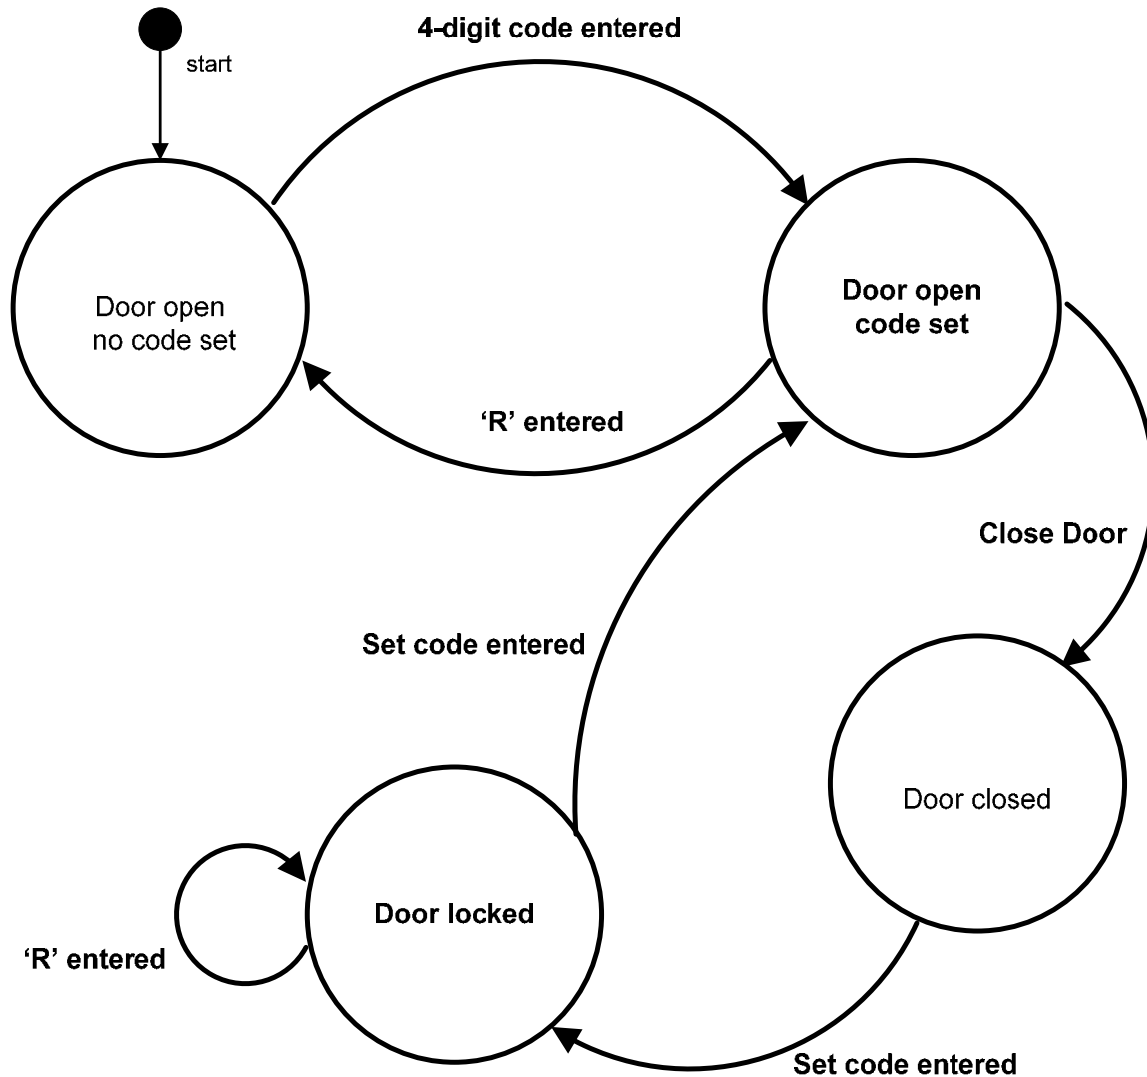 4-digit code entered
start
Door open
no code set
Door open
code set
‘R’ entered
Close Door
Set code entered
Door closed
Door locked
‘R’ entered
Set code entered